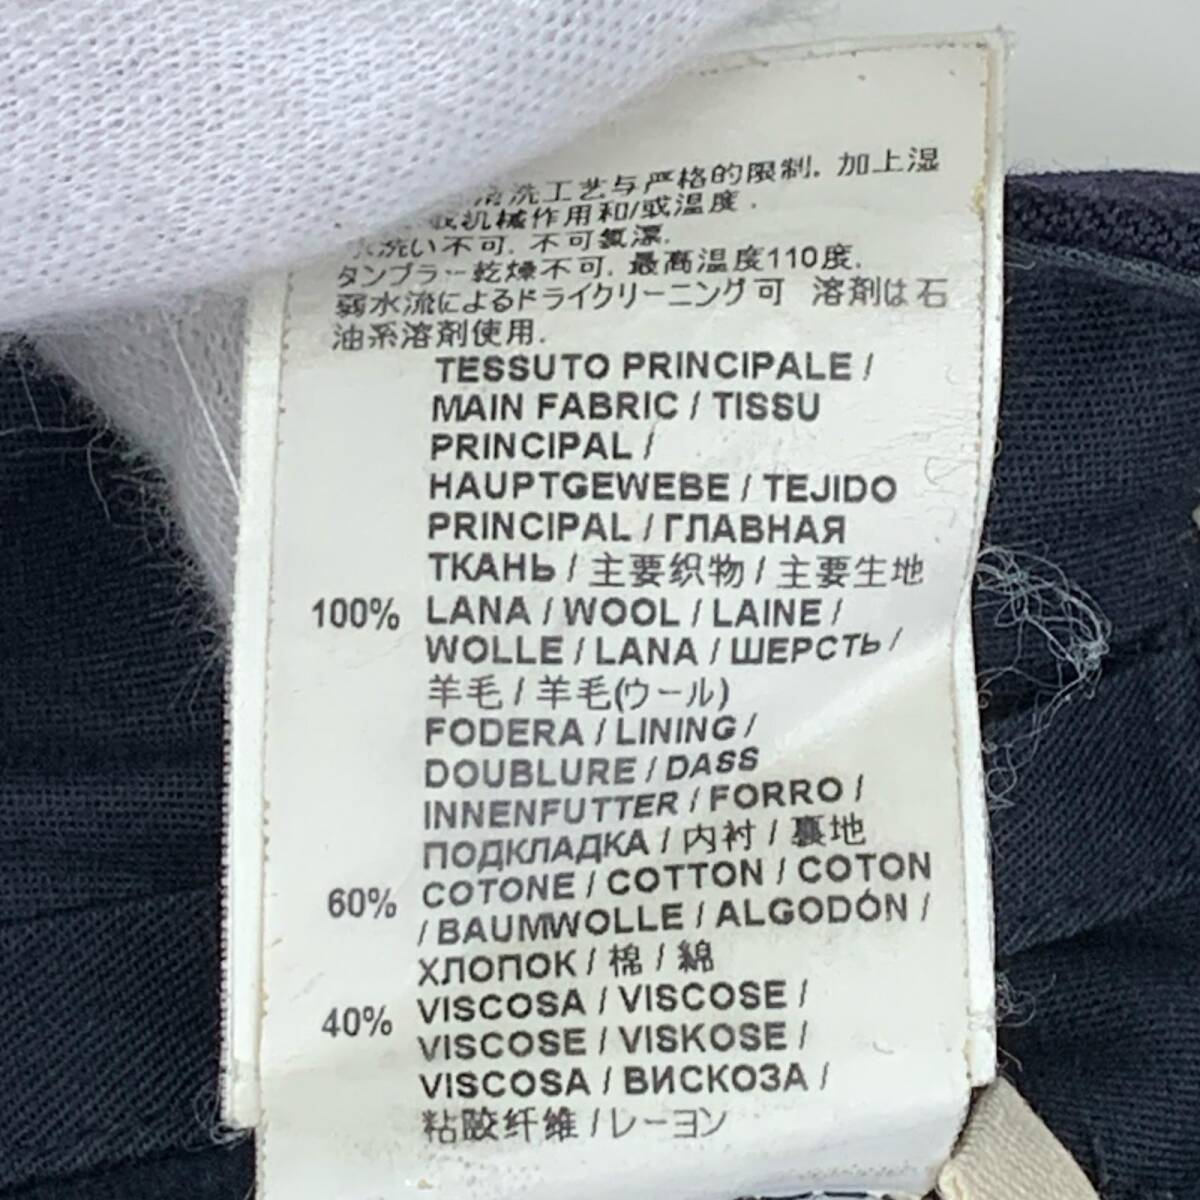 洗工艺与严格的限制. 加上湿
机械作用和/或温度.
水洗い不可. 不可氯漂.
タンブラー乾燥不可. 最高温度110度.
弱水流によるドライクリーニング可 溶剤は石
油系溶剤使用.
TESSUTO PRINCIPALE /
MAIN FABRIC / TISSU
PRINCIPAL /
HAUPTGEWEBE / TEJIDO
PRINCIPAL / ГЛАВНАЯ
ТКАНЬ / 主要织物 / 主要生地
100% LANA / WOOL / LAINE /
WOLLE / LANA / ШЕРСТЬ /
羊毛 / 羊毛(ウール)
FODERA / LINING /
DOUBLURE / DASS
INNENFUTTER / FORRO /
ПОДКЛАДКА / 内衬 / 裏地
60% COTONE / COTTON / COTON
/ BAUMWOLLE / ALGODÓN /
ХЛОПОК / 棉 / 綿
40% VISCOSA / VISCOSE /
VISCOSE / VISKOSE /
VISCOSA / ВИСКОЗА /
粘胶纤维 / レーヨン